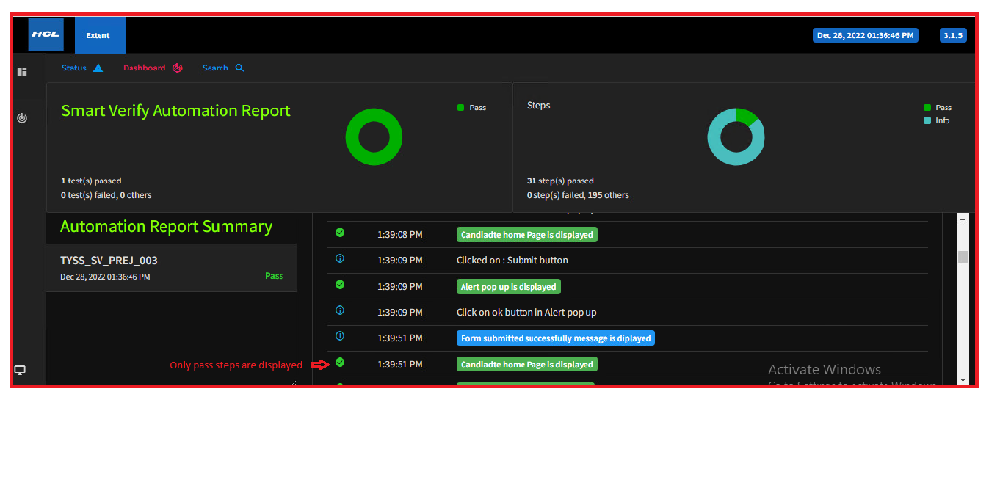 HCL Extent Dec 28, 2022 01:36:46 PM 3.1.5
Status Dashboard Search
Smart Verify Automation Report
Pass
1 test(s) passed
0 test(s) failed, 0 others
Steps
Pass
Info
31 step(s) passed
0 step(s) failed, 195 others
Automation Report Summary
TYSS_SV_PREJ_003
Dec 28, 2022 01:36:46 PM Pass
1:39:08 PM Candiadte home Page is displayed
1:39:09 PM Clicked on : Submit button
1:39:09 PM Alert pop up is displayed
1:39:09 PM Click on ok button in Alert pop up
1:39:51 PM Form submitted successfully message is diplayed
Only pass steps are displayed
1:39:51 PM Candiadte home Page is displayed
Activate Windows
Go to Settings to activate Windows.